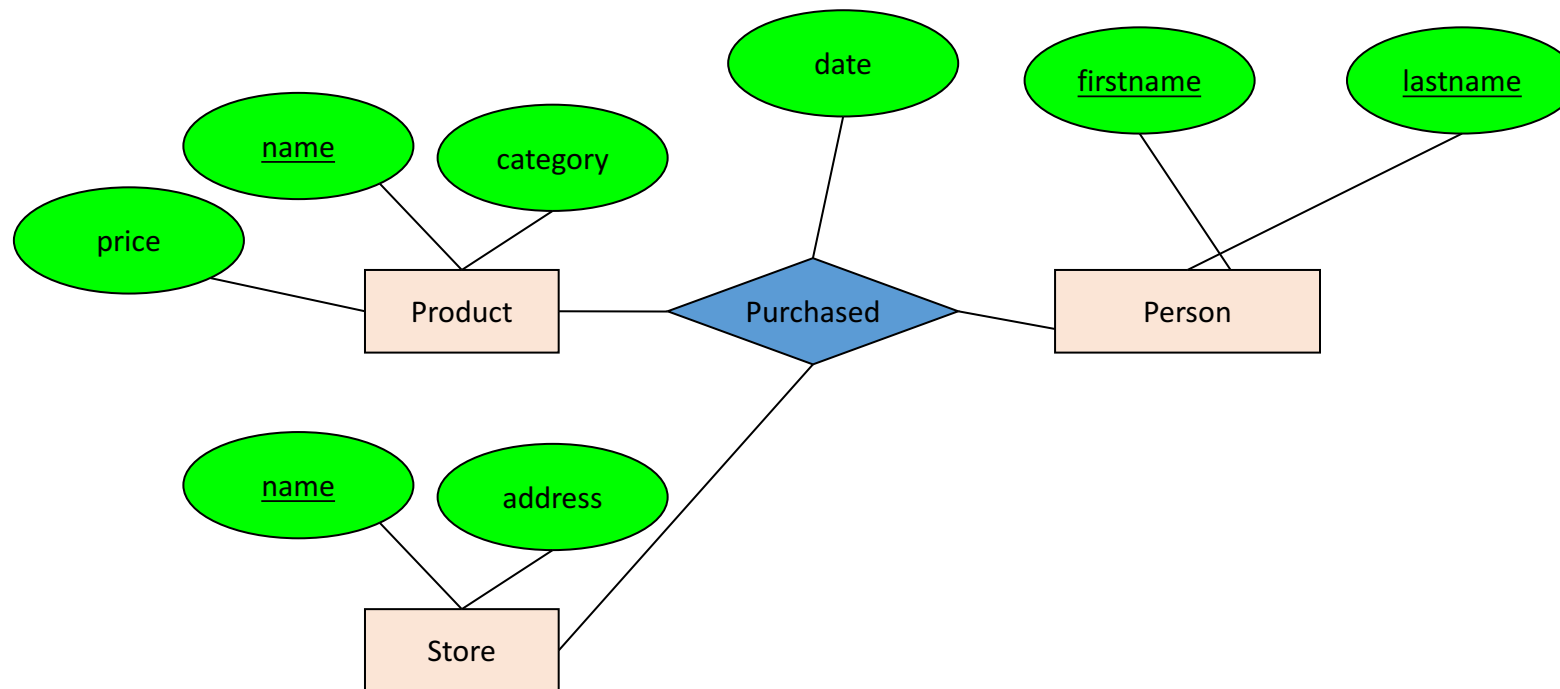 date
firstname
lastname
name
category
price
Product
Purchased
Person
name
address
Store